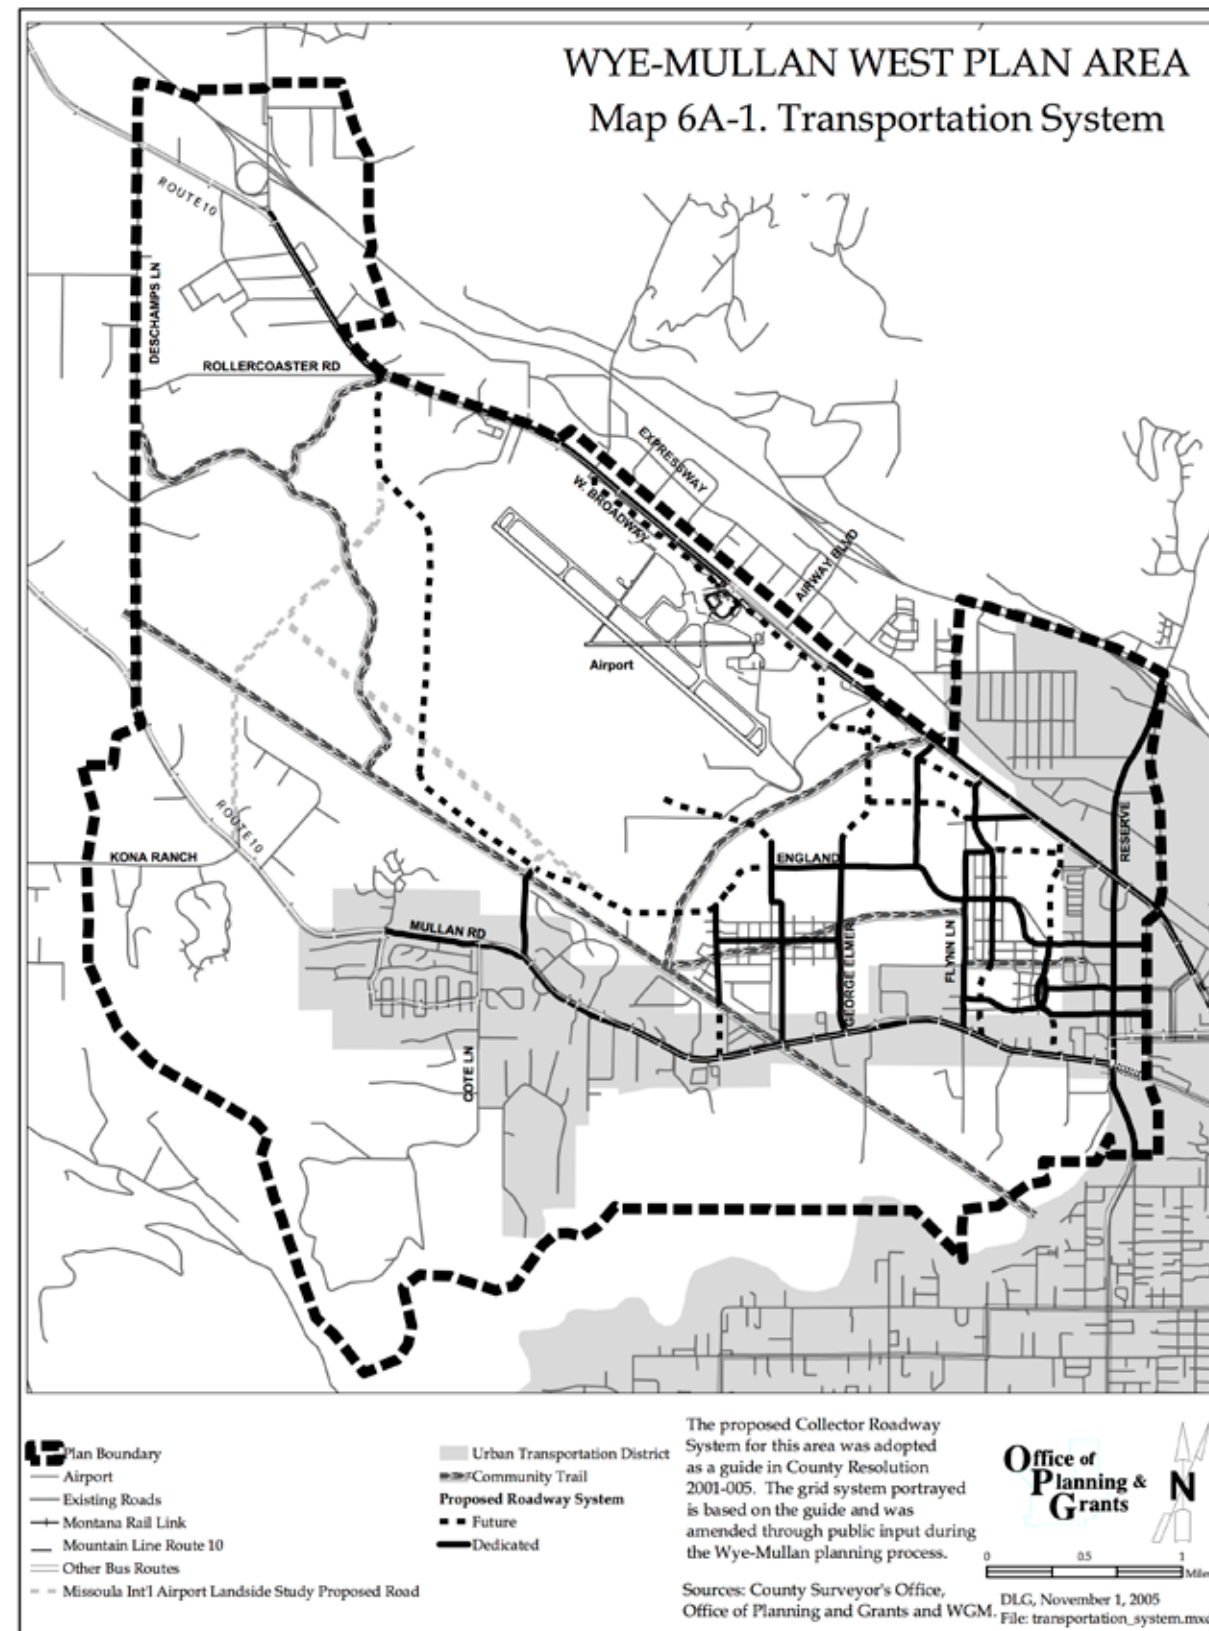 WYE-MULLAN WEST PLAN AREA
Map 6A-1. Transportation System
ROUTE 10
DESCHAMPS LN
ROLLERCOASTER RD
EXPRESSWAY
W. BROADWAY
AIRWAY BLVD
Airport
ROUTE 10
RESERVE
KONA RANCH
ENGLAND
MULLAN RD
GEORGE ELMER
FLYNN LN
COTE LN
Plan Boundary
Airport
Existing Roads
Montana Rail Link
Mountain Line Route 10
Other Bus Routes
Missoula Int'l Airport Landside Study Proposed Road
Urban Transportation District
Community Trail
Proposed Roadway System
Future
Dedicated
The proposed Collector Roadway
System for this area was adopted
as a guide in County Resolution
2001-005. The grid system portrayed
is based on the guide and was
amended through public input during
the Wye-Mullan planning process.
Sources: County Surveyor's Office,
Office of Planning and Grants and WGM.
Office of
Planning &
Grants
N
0 0.5 1
Miles
DLG, November 1, 2005
File: transportation_system.mxd